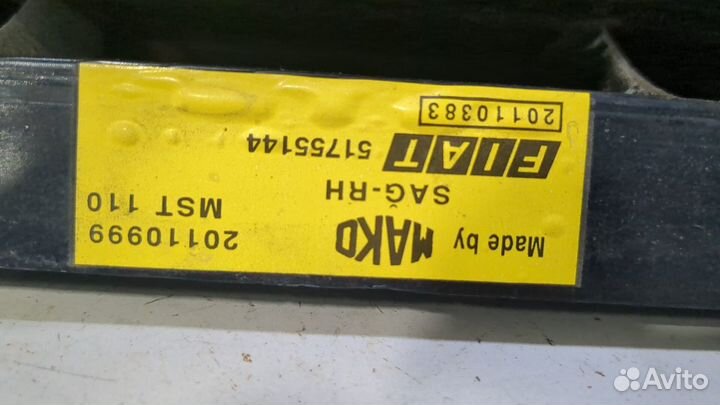 Made by MAKO
20110999
SAĞ-RH
MST 110
FIAT 51755144
20110383
Avito